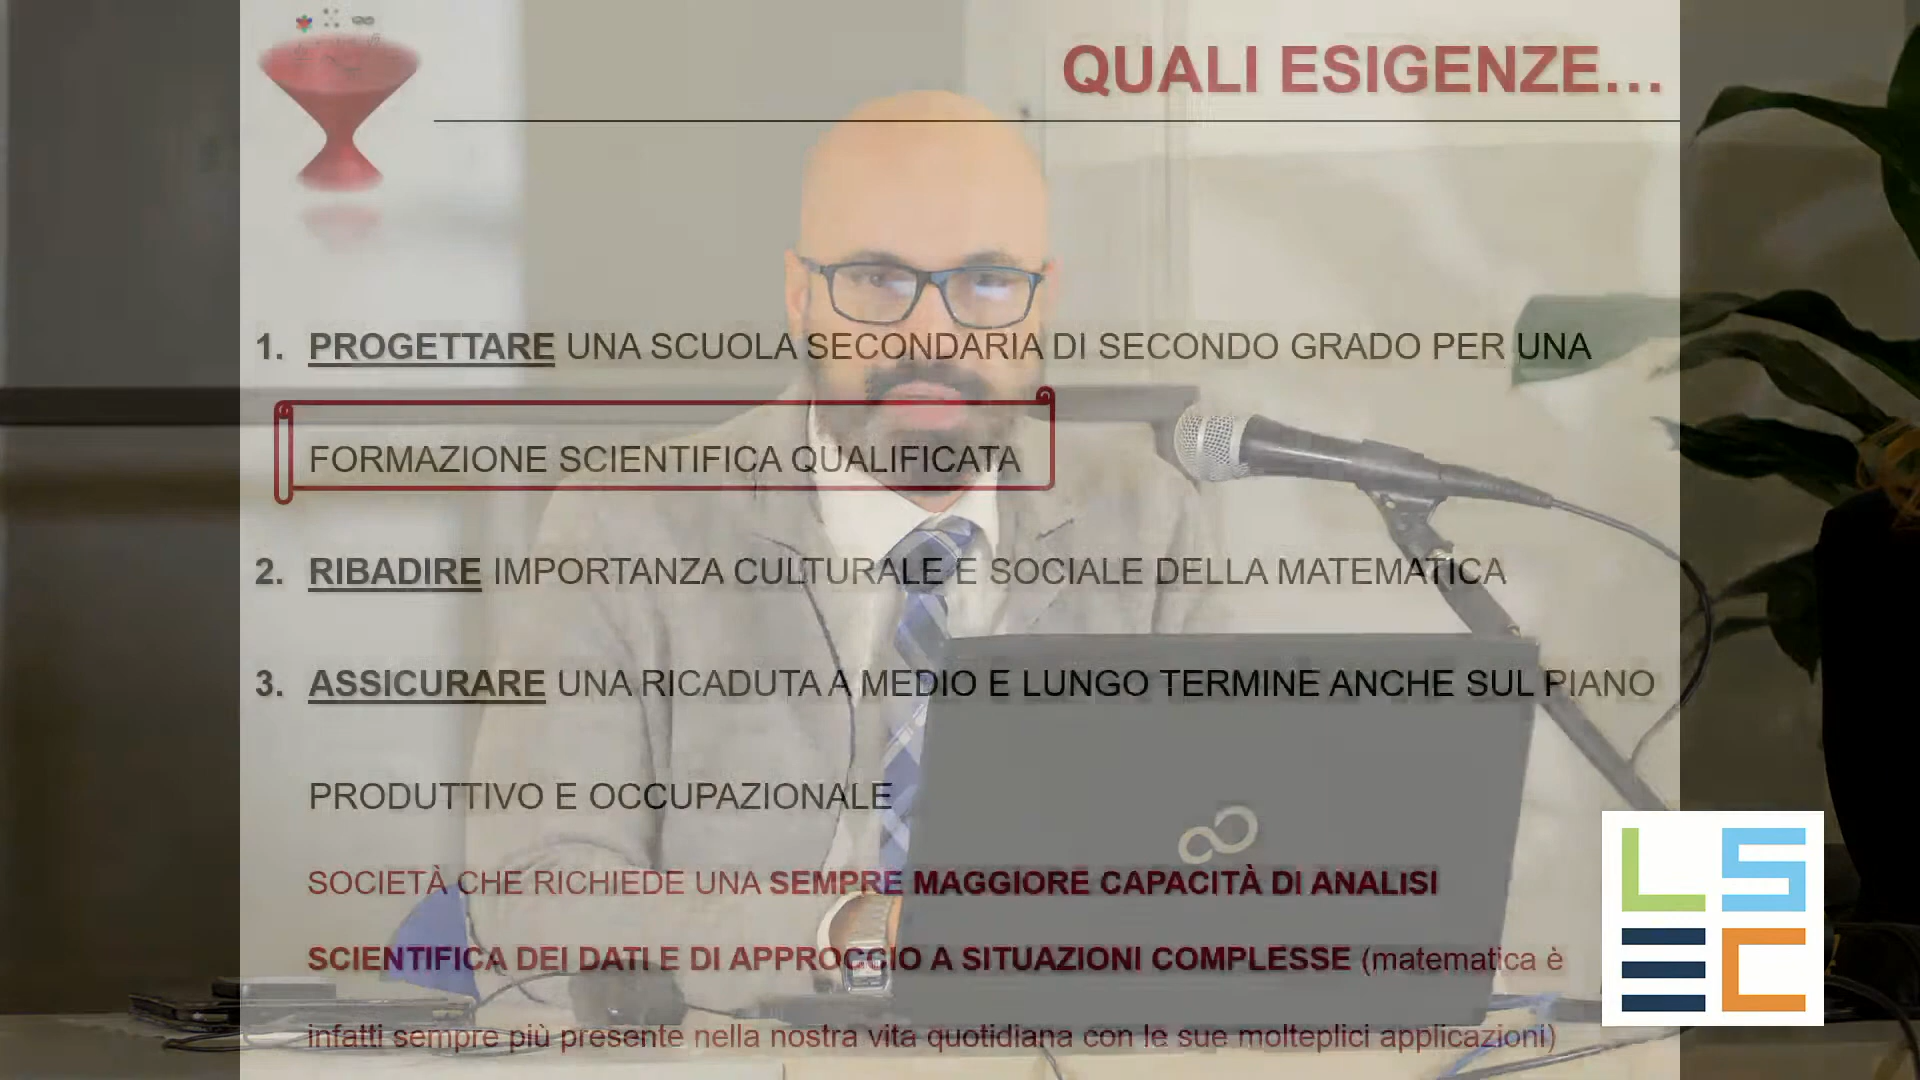 QUALI ESIGENZE...
1. PROGETTARE UNA SCUOLA SECONDARIA DI SECONDO GRADO PER UNA
FORMAZIONE SCIENTIFICA QUALIFICATA
2. RIBADIRE IMPORTANZA CULTURALE E SOCIALE DELLA MATEMATICA
3. ASSICURARE UNA RICADUTA A MEDIO E LUNGO TERMINE ANCHE SUL PIANO
PRODUTTIVO E OCCUPAZIONALE
SOCIETÀ CHE RICHIEDE UNA SEMPRE MAGGIORE CAPACITÀ DI ANALISI
SCIENTIFICA DEI DATI E DI APPROCCIO A SITUAZIONI COMPLESSE (matematica è
infatti sempre più presente nella nostra vita quotidiana con le sue molteplici applicazioni)
LS
EC